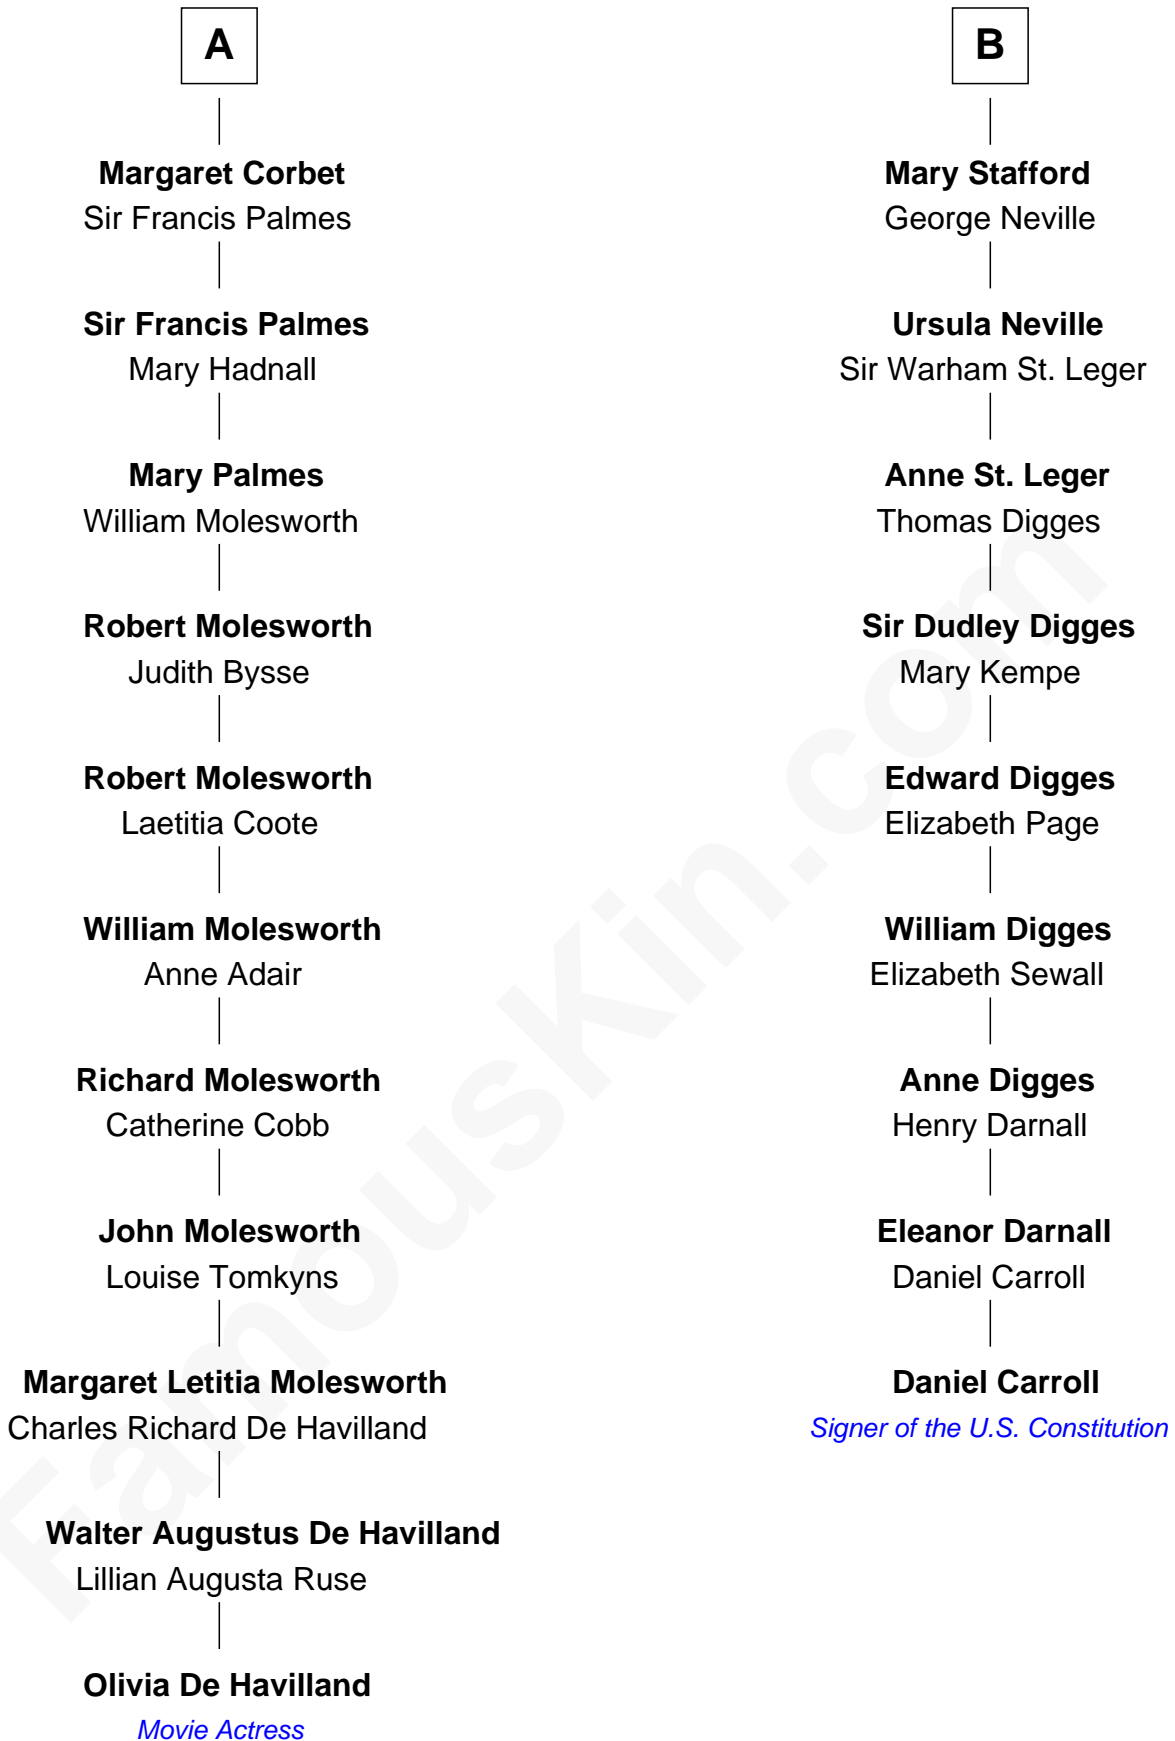 A
Margaret Corbet
Sir Francis Palmes
Sir Francis Palmes
Mary Hadnall
Mary Palmes
William Molesworth
Robert Molesworth
Judith Bysse
Robert Molesworth
Laetitia Coote
William Molesworth
Anne Adair
Richard Molesworth
Catherine Cobb
John Molesworth
Louise Tomkyns
Margaret Letitia Molesworth
Charles Richard De Havilland
Walter Augustus De Havilland
Lillian Augusta Ruse
Olivia De Havilland
Movie Actress
B
Mary Stafford
George Neville
Ursula Neville
Sir Warham St. Leger
Anne St. Leger
Thomas Digges
Sir Dudley Digges
Mary Kempe
Edward Digges
Elizabeth Page
William Digges
Elizabeth Sewall
Anne Digges
Henry Darnall
Eleanor Darnall
Daniel Carroll
Daniel Carroll
Signer of the U.S. Constitution
FamousKin.com